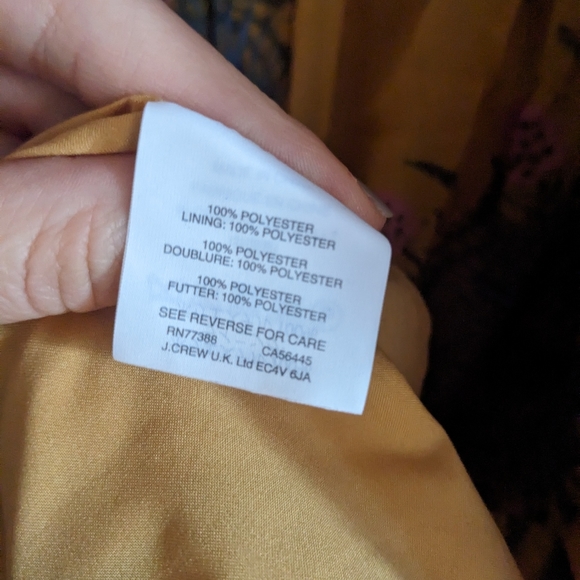 100% POLYESTER
LINING: 100% POLYESTER
100% POLYESTER
DOUBLURE: 100% POLYESTER
100% POLYESTER
FUTTER: 100% POLYESTER
SEE REVERSE FOR CARE
RN77388 CA56445
J.CREW U.K. Ltd EC4V 6JA